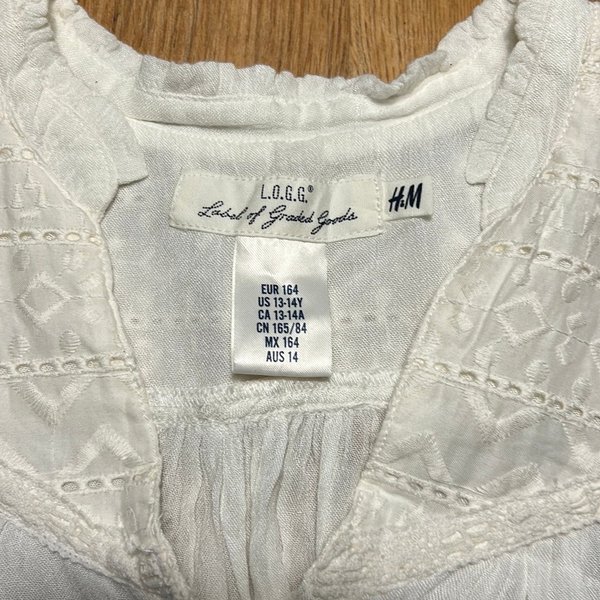 L.O.G.G.®
Label of Graded Goods
H&M
EUR 164
US 13-14Y
CA 13-14A
CN 165/84
MX 164
AUS 14